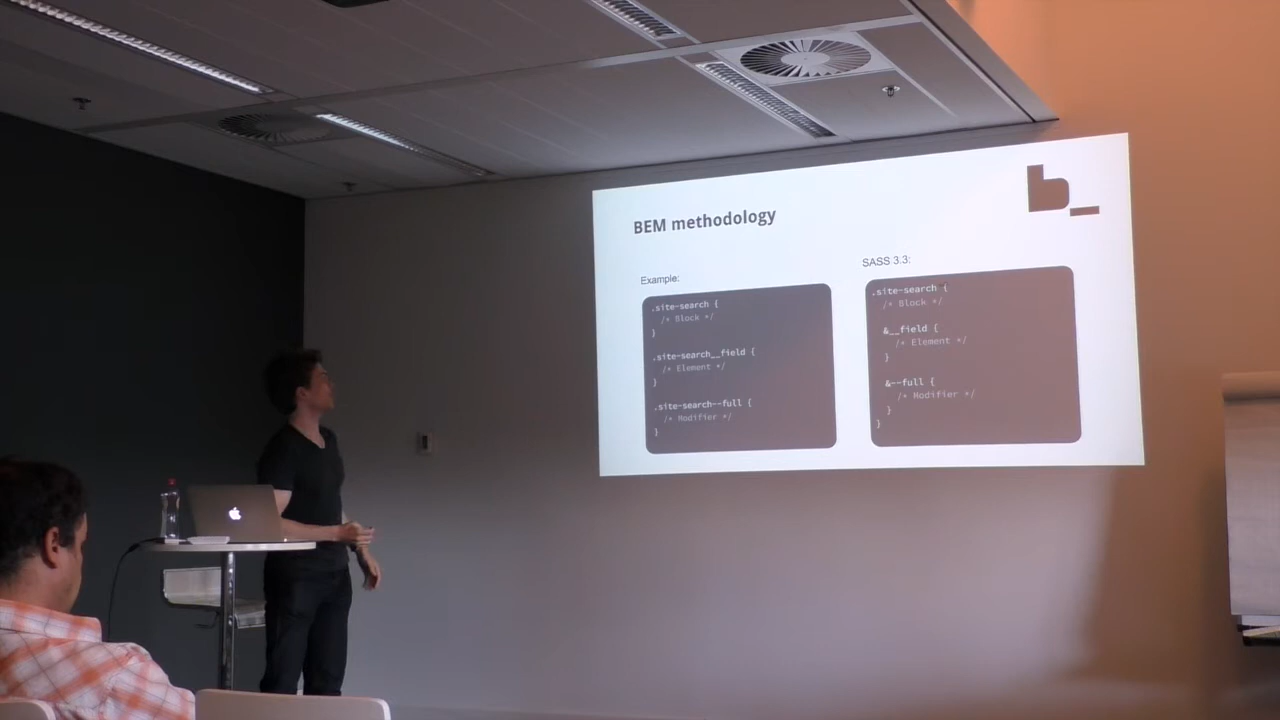 BEM methodology
b_
Example:
.site-search {
/* Block */
}
.site-search__field {
/* Element */
}
.site-search--full {
/* Modifier */
}
SASS 3.3:
.site-search {
/* Block */
&__field {
/* Element */
}
&--full {
/* Modifier */
}
}